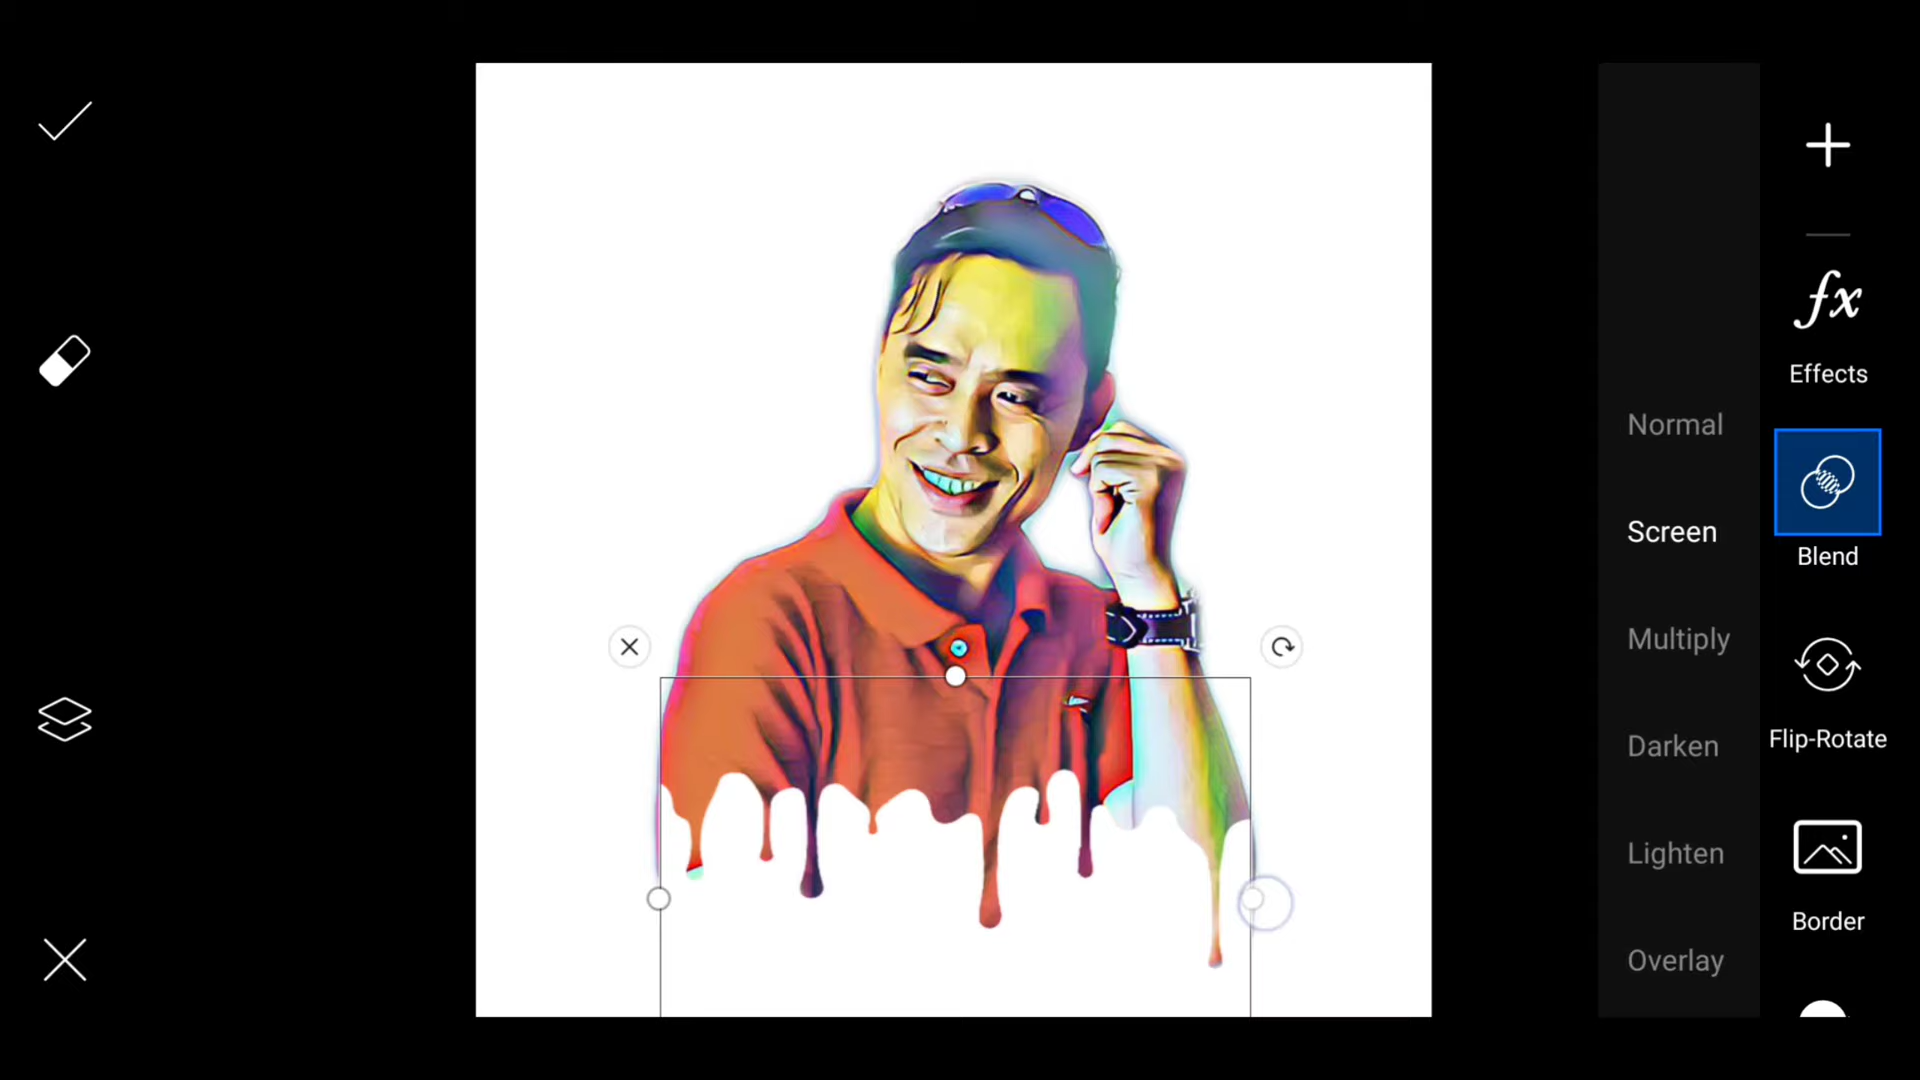 Effects
Normal
Screen
Blend
Multiply
Darken
Flip-Rotate
Lighten
Border
Overlay